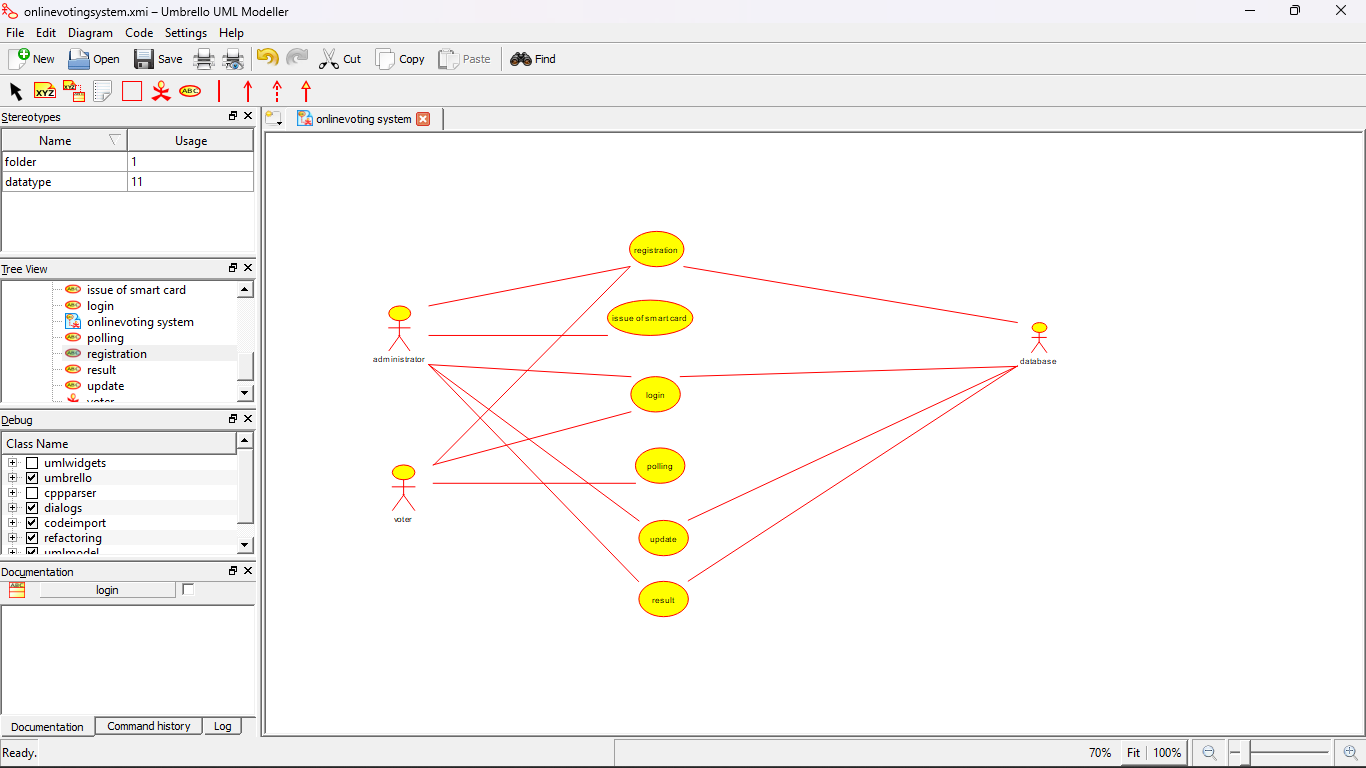 onlinevotingsystem.xmi – Umbrello UML Modeller
File Edit Diagram Code Settings Help
New Open Save Cut Copy Paste Find
XYZ XYZ ABC
Stereotypes
onlinevoting system
Name Usage
folder 1
datatype 11
Tree View
issue of smart card
login
onlinevoting system
polling
registration
result
update
voter
Debug
Class Name
umlwidgets
umbrello
cppparser
dialogs
codeimport
refactoring
umlmodel
Documentation
login
Documentation Command history Log
registration
issue of smart card
administrator
database
login
polling
voter
update
result
Ready.
70% Fit 100%